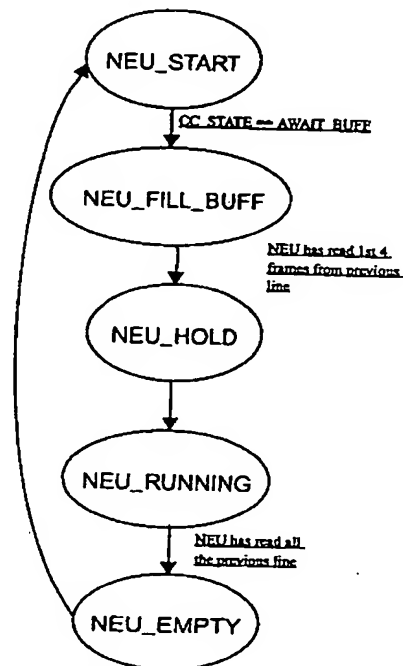 NEU_START
CC_STATE == AWAIT_BUFF
NEU_FILL_BUFF
NEU has read 1st 4
frames from previous
line
NEU_HOLD
NEU_RUNNING
NEU has read all
the previous line
NEU_EMPTY